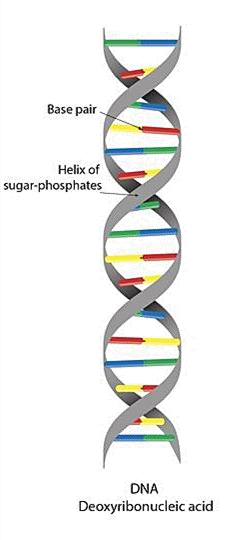 Base pair
Helix of
sugar-phosphates
DNA
Deoxyribonucleic acid